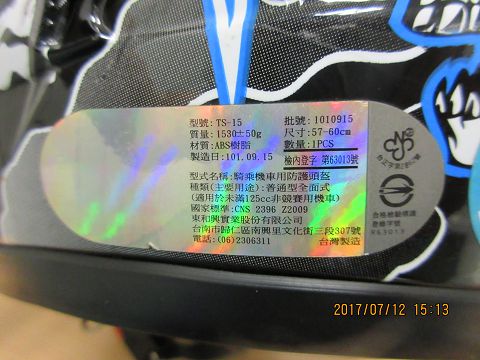 型號: TS-15
批號: 1010915
質量: 1530±50g
尺寸: 57-60cm
材質: ABS樹脂
數量: 1PCS
製造日: 101.09.15
檢內登字 第63013號
型式名稱: 騎乘機車用防護頭盔
種類(主要用途): 普通型全面式
(適用於未滿125cc非競賽用機車)
國家標準: CNS 2396 Z2009
東和興實業股份有限公司
台南市歸仁區南興里文化街三段307號
電話: (06)2306311
台灣製造
合格檢驗標識
登錄字號
R63013
2017/07/12 15:13